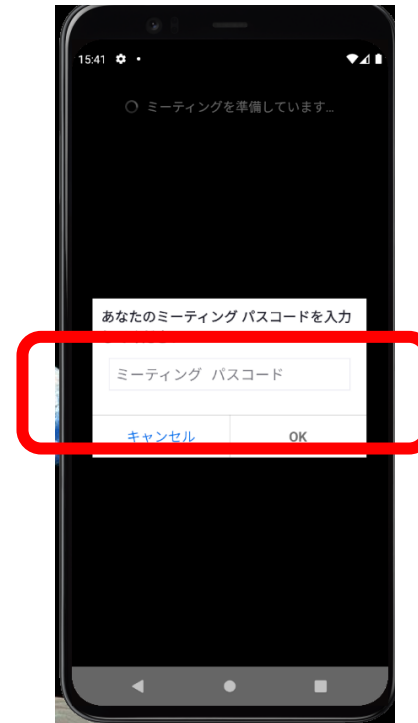 15:41
ミーティングを準備しています...
あなたのミーティング パスコードを入力
ミーティング パスコード
キャンセル
OK